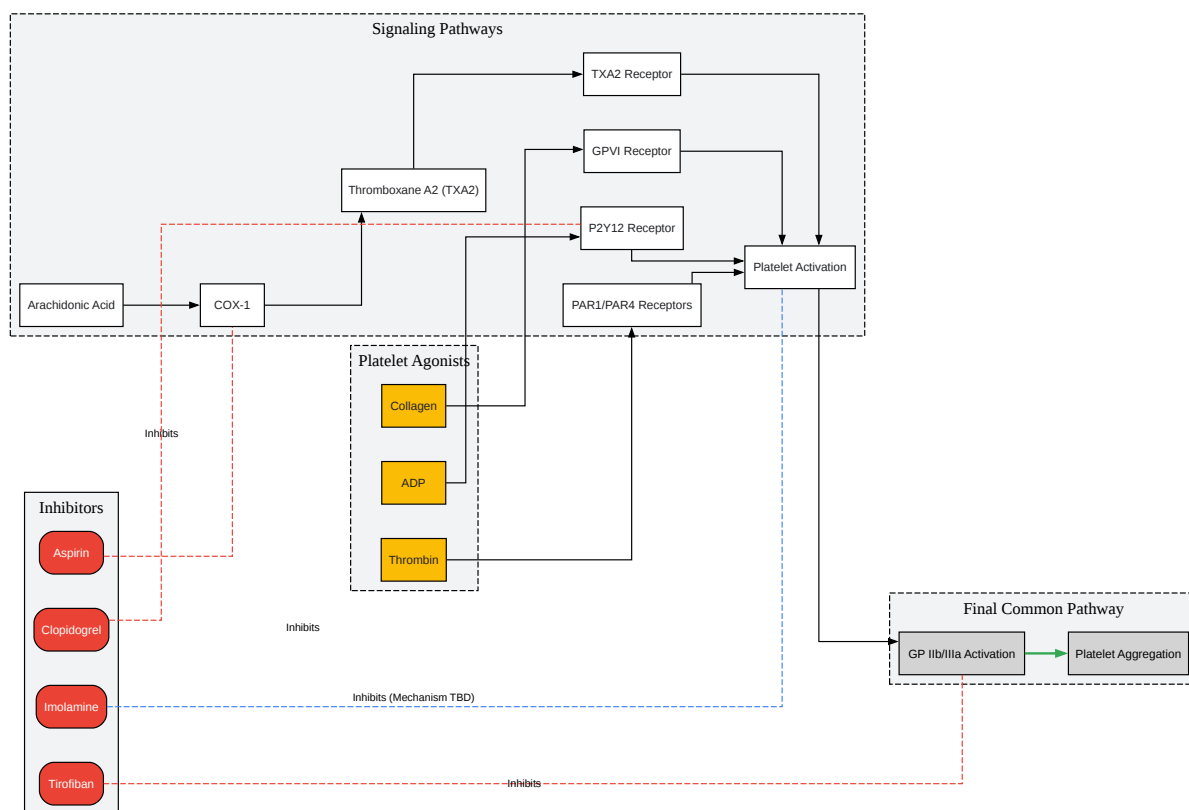 Signaling Pathways
TXA2 Receptor
GPVI Receptor
Thromboxane A2 (TXA2)
P2Y12 Receptor
Platelet Activation
Arachidonic Acid
COX-1
PAR1/PAR4 Receptors
Platelet Agonists
Collagen
Inhibits
ADP
Inhibitors
Aspirin
Thrombin
Final Common Pathway
Clopidogrel
Inhibits
GP IIb/IIIa Activation
Platelet Aggregation
Imolamine
Inhibits (Mechanism TBD)
Tirofiban
Inhibits